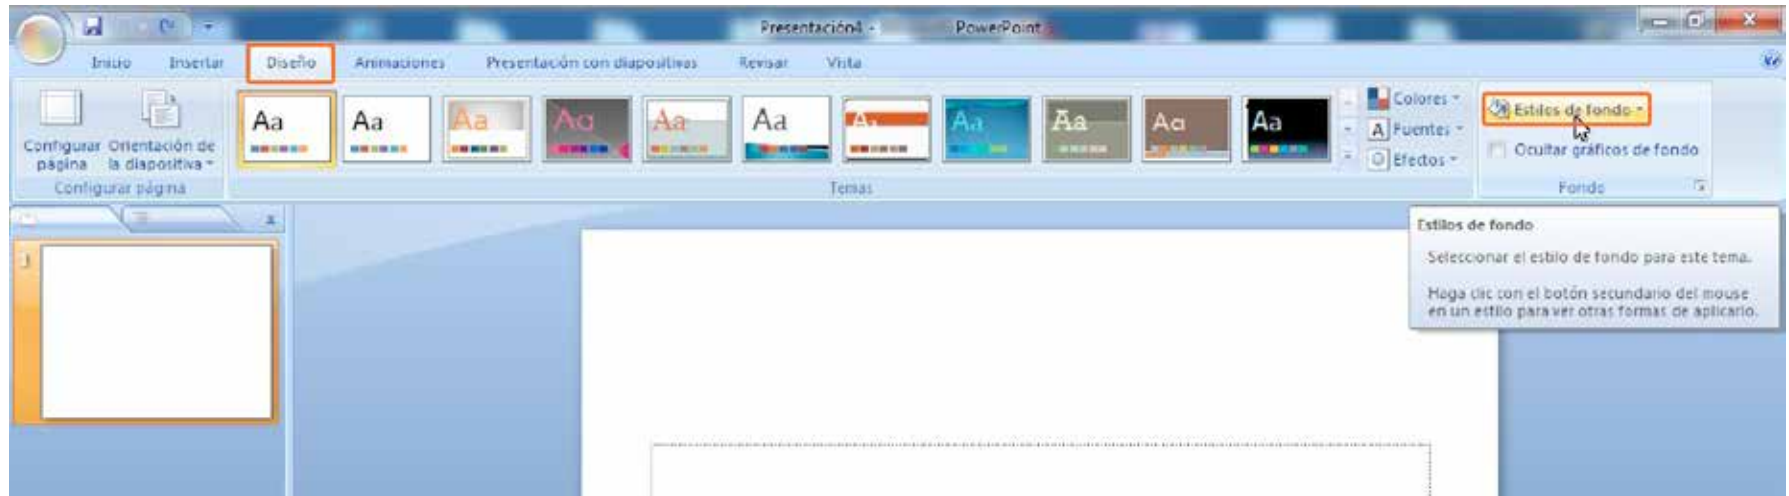 Presentación4 - PowerPoint
Inicio Insertar Diseño Animaciones Presentación con diapositivas Revisar Vista
Aa Aa Aa Aa Aa Aa Aa Aa Aa Aa Aa
Colores
Fuentes
Efectos
Estilos de fondo
Ocultar gráficos de fondo
Configurar página
Orientación de la diapositiva
Configurar página
Temas
Fondo
1
Estilos de fondo
Seleccionar el estilo de fondo para este tema.
Haga clic con el botón secundario del mouse
en un estilo para ver otras formas de aplicarlo.